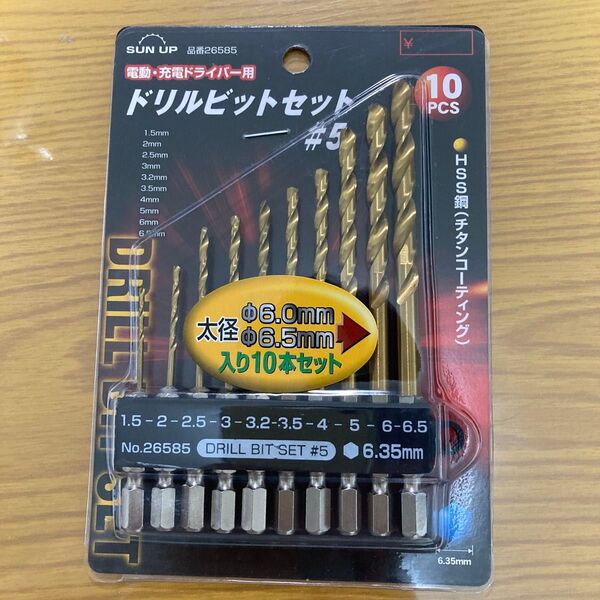 SUN UP 品番26585
￥
電動・充電ドライバー用
ドリルビットセット
#5
10
PCS
1.5mm
2mm
2.5mm
3mm
3.2mm
3.5mm
4mm
5mm
6mm
HSS鋼(チタンコーティング)
DRILL
SET
太径
φ6.0mm
φ6.5mm
入り10本セット
1.5-2-2.5-3-3.2-3.5-4-5-6-6.5
No.26585 DRILL BIT SET #5 6.35mm
6.35mm